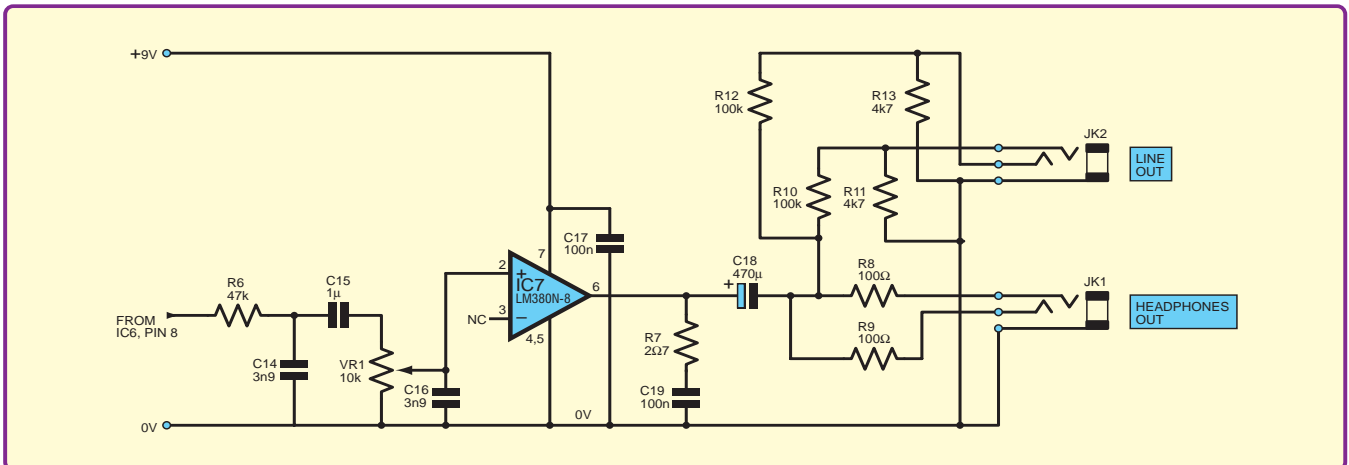 +9V
R12
100k
R13
4k7
JK2
LINE
OUT
R10
100k
R11
4k7
C17
100n
7
2
+
IC7
LM380N-8
6
NC
3
–
4,5
C18
470µ
+
R8
100Ω
JK1
HEADPHONES
OUT
R9
100Ω
R6
47k
C15
1µ
FROM
IC6, PIN 8
C14
3n9
VR1
10k
C16
3n9
R7
2Ω7
C19
100n
0V
0V